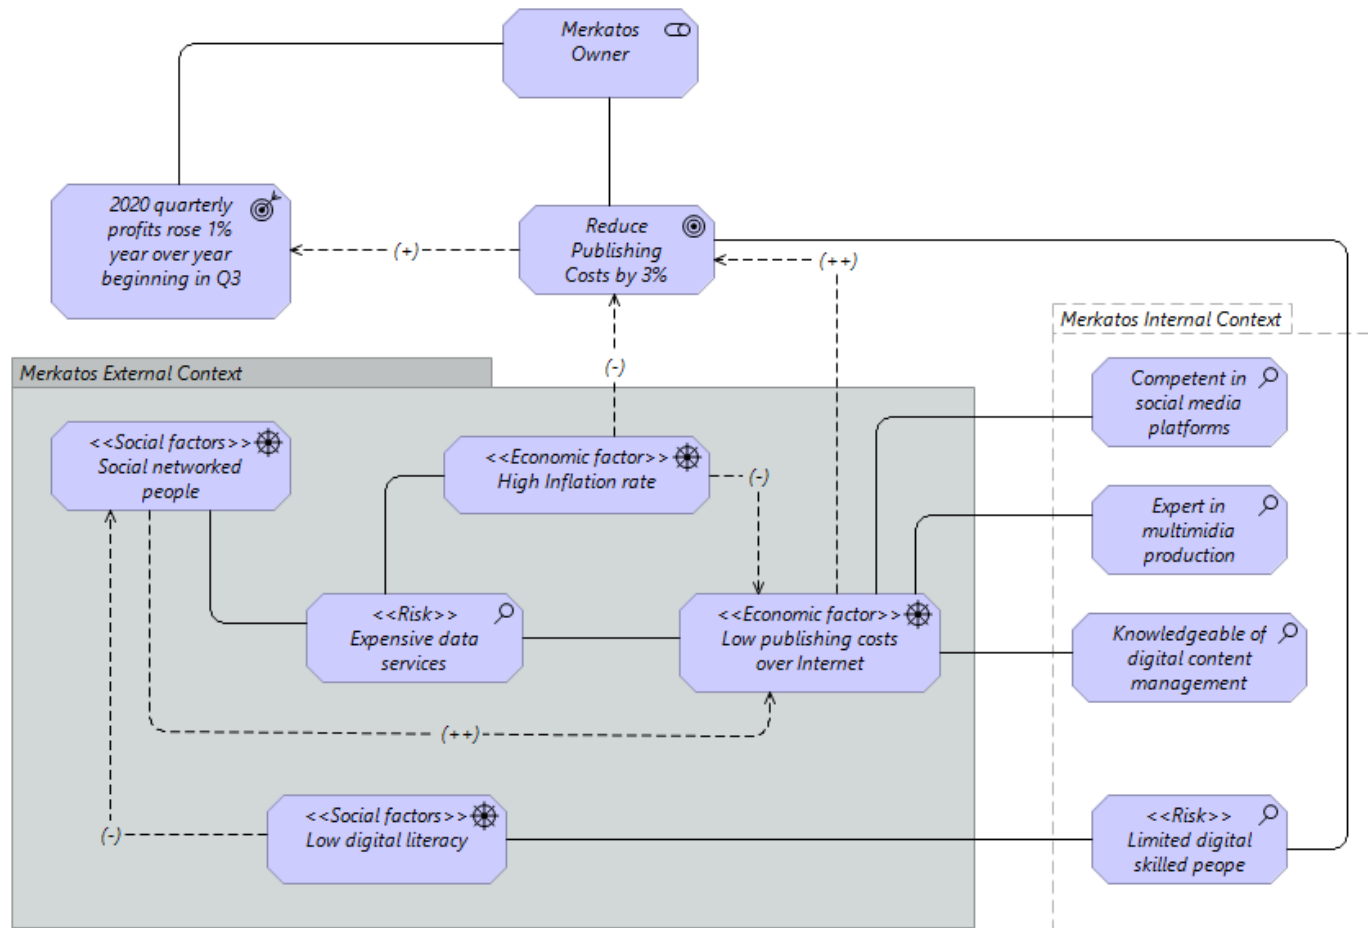 Merkatos
Owner
2020 quarterly
profits rose 1%
year over year
beginning in Q3
(+)
Reduce
Publishing
Costs by 3%
(++)
Merkatos Internal Context
(-)
Merkatos External Context
Competent in
social media
platforms
<<Social factors>>
Social networked
people
<<Economic factor>>
High Inflation rate
(-)
Expert in
multimidia
production
<<Risk>>
Expensive data
services
<<Economic factor>>
Low publishing costs
over Internet
Knowledgeable of
digital content
management
(++)
(-)
<<Social factors>>
Low digital literacy
<<Risk>>
Limited digital
skilled peope